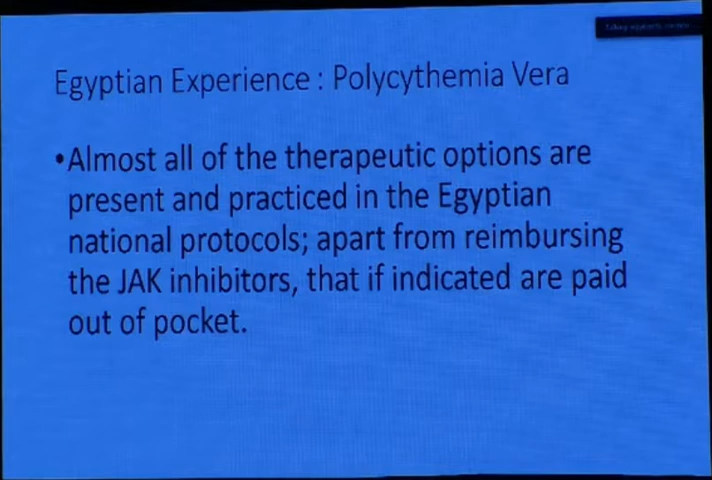 Egyptian Experience : Polycythemia Vera
•Almost all of the therapeutic options are
present and practiced in the Egyptian
national protocols; apart from reimbursing
the JAK inhibitors, that if indicated are paid
out of pocket.